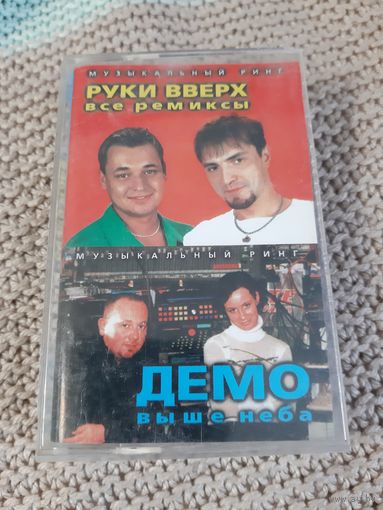 МУЗЫКАЛЬНЫЙ РИНГ
РУКИ ВВЕРХ
все ремиксы
МУЗЫКАЛЬНЫЙ РИНГ
ДЕМО
выше неба